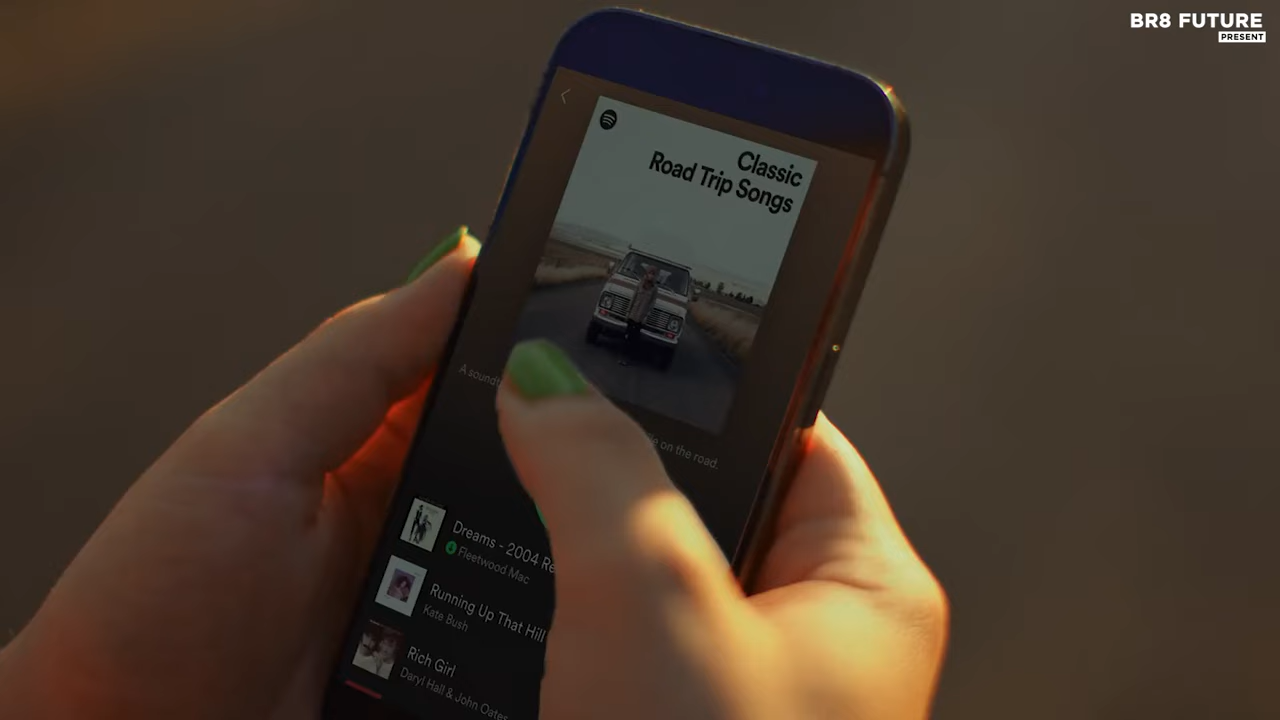 BR8 FUTURE
PRESENT
Classic
Road Trip Songs
A sound
on the road.
Dreams - 2004 Re
Fleetwood Mac
Running Up That Hill
Kate Bush
Rich Girl
Daryl Hall & John Oates